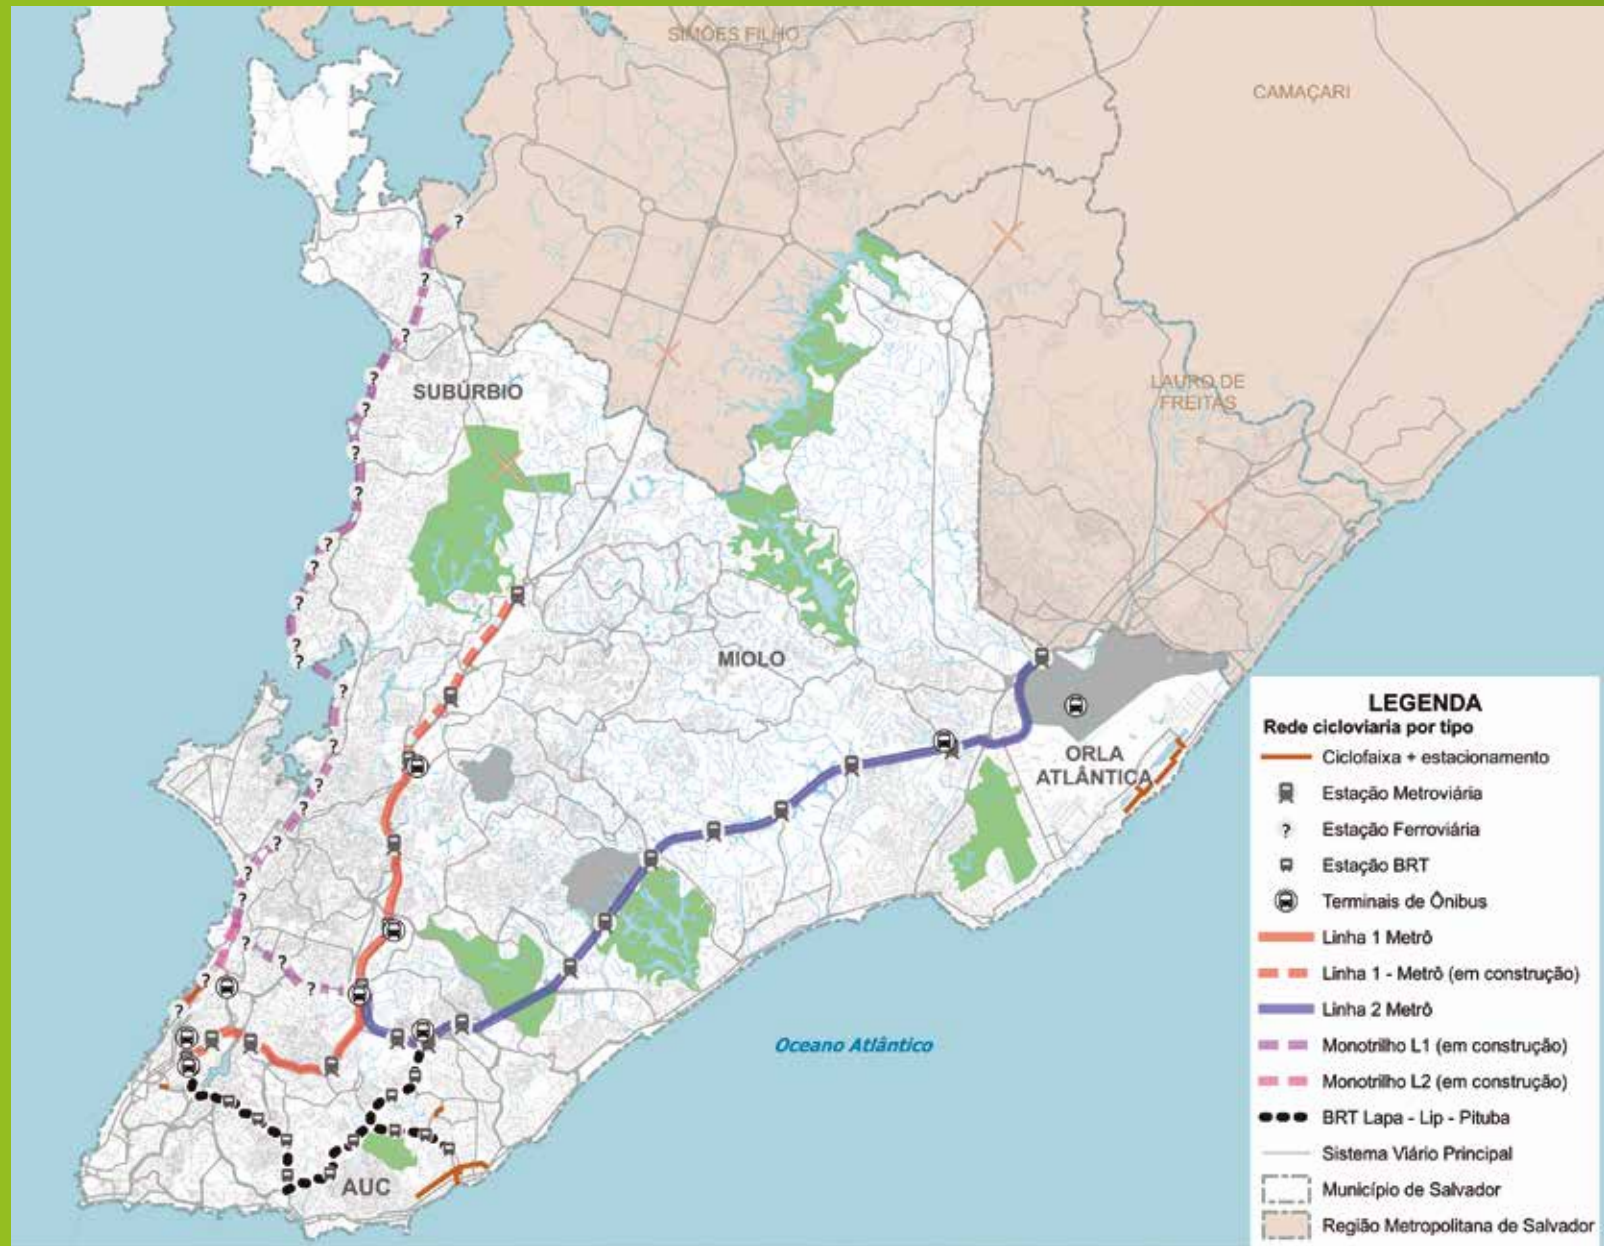 SIMÕES FILHO
CAMAÇARI
LAURO DE
FREITAS
SUBÚRBIO
MIOLO
ORLA
ATLÂNTICA
AUC
Oceano Atlântico
LEGENDA
Rede cicloviaria por tipo
Ciclofaixa + estacionamento
Estação Metroviária
? Estação Ferroviária
Estação BRT
Terminais de Ônibus
Linha 1 Metrô
Linha 1 - Metrô (em construção)
Linha 2 Metrô
Monotrilho L1 (em construção)
Monotrilho L2 (em construção)
BRT Lapa - Lip - Pituba
Sistema Viário Principal
Município de Salvador
Região Metropolitana de Salvador